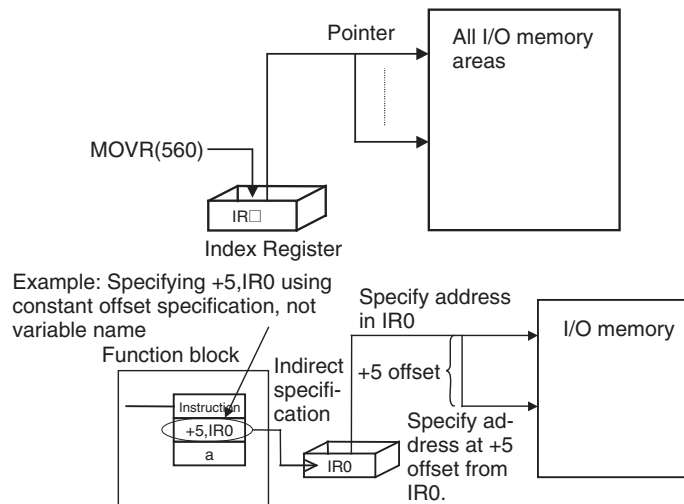 Pointer
All I/O memory
areas
MOVR(560)
IR□
Index Register
Example: Specifying +5,IR0 using
constant offset specification, not
variable name
Function block
Instruction
+5,IR0
a
Indirect
specifi-
cation
IR0
Specify address
in IR0
+5 offset
Specify ad-
dress at +5
offset from
IR0.
I/O memory